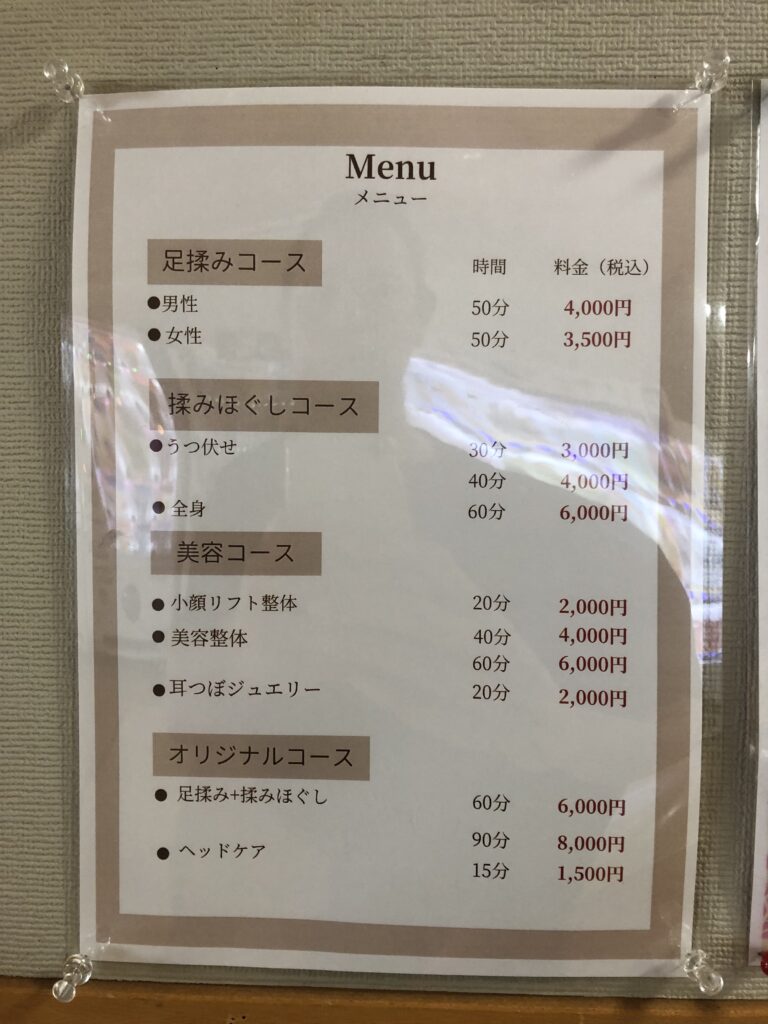 Menu
メニュー
足揉みコース 時間 料金（税込）
●男性 50分 4,000円
●女性 50分 3,500円
揉みほぐしコース
●うつ伏せ 30分 3,000円
40分 4,000円
●全身 60分 6,000円
美容コース
●小顔リフト整体 20分 2,000円
●美容整体 40分 4,000円
60分 6,000円
●耳つぼジュエリー 20分 2,000円
オリジナルコース
●足揉み+揉みほぐし 60分 6,000円
90分 8,000円
●ヘッドケア 15分 1,500円